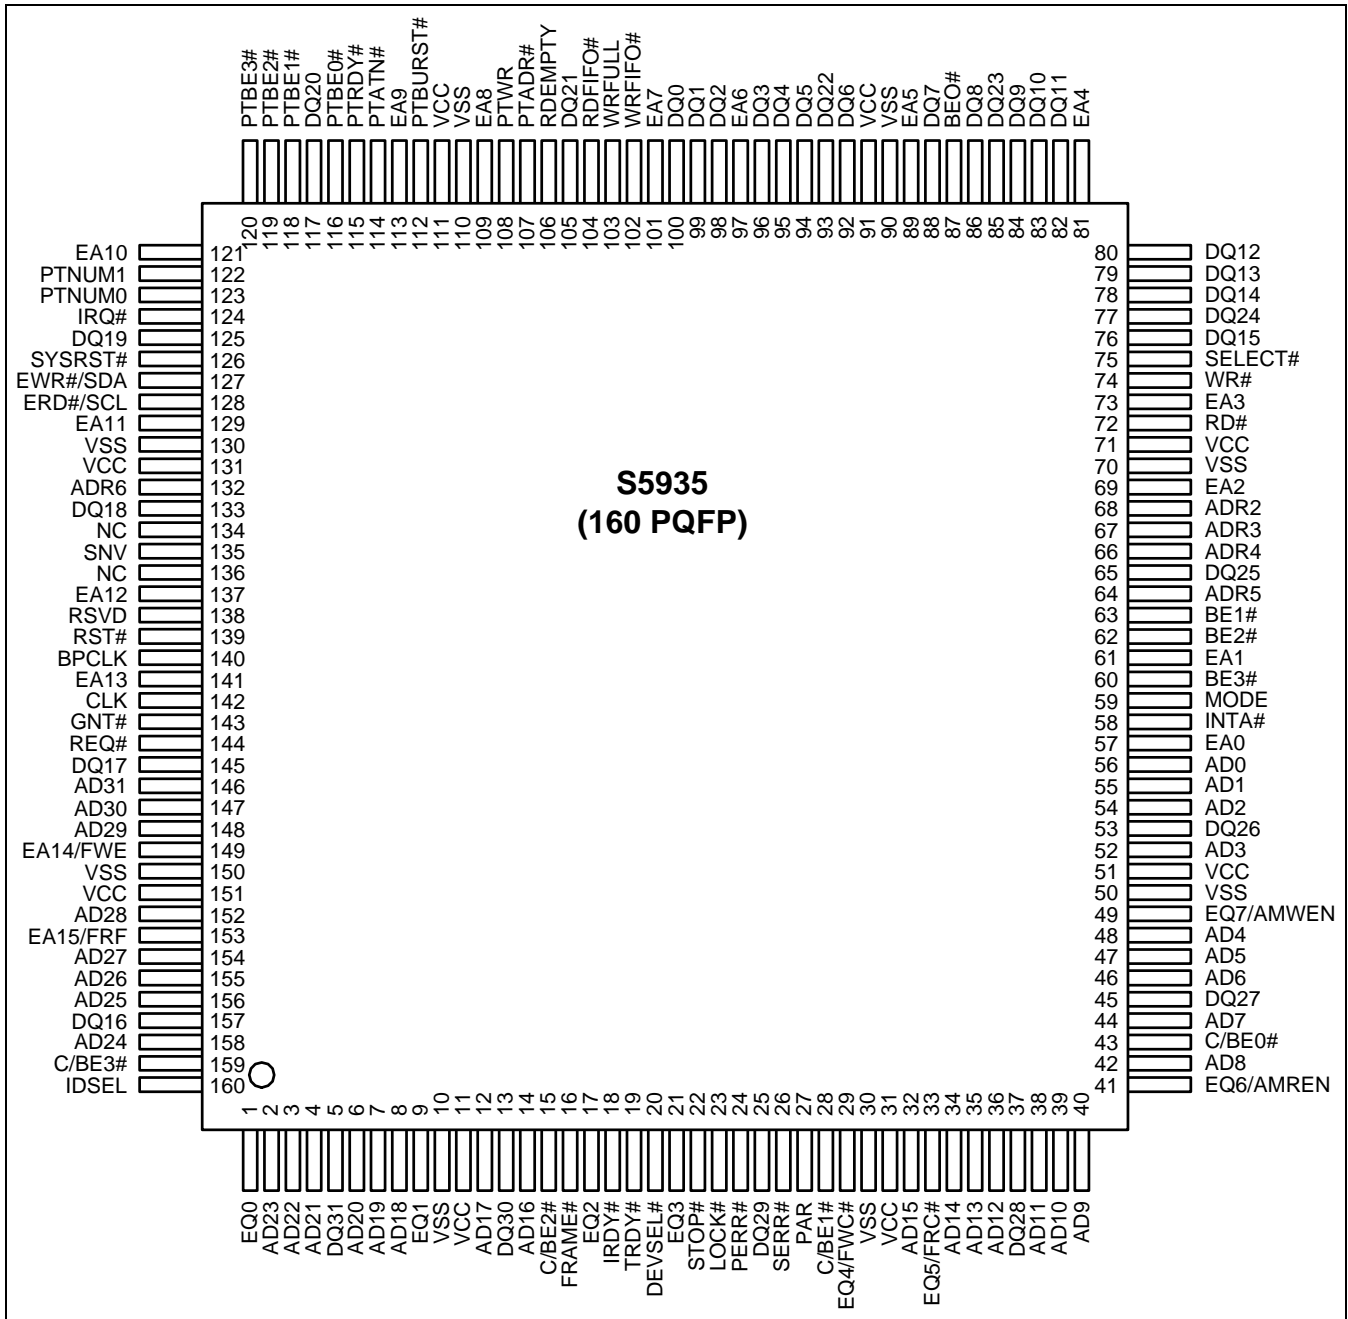 PTBE3#
PTBE2#
PTBE1#
DQ20
PTBE0#
PTRDY#
PTATN#
EA9
PTBURST#
VCC
VSS
EA8
PTWR
PTADR#
RDEMPTY
DQ21
RDFIFO#
WRFULL
WRFIFO#
EA7
DQ0
DQ1
DQ2
EA6
DQ3
DQ4
DQ5
DQ22
DQ6
VCC
VSS
EA5
DQ7
BEO#
DQ8
DQ23
DQ9
DQ10
DQ11
EA4
120
119
118
117
116
115
114
113
112
111
110
109
108
107
106
105
104
103
102
101
100
99
98
97
96
95
94
93
92
91
90
89
88
87
86
85
84
83
82
81
EA10 121
PTNUM1 122
PTNUM0 123
IRQ# 124
DQ19 125
SYSRST# 126
EWR#/SDA 127
ERD#/SCL 128
EA11 129
VSS 130
VCC 131
ADR6 132
DQ18 133
NC 134
SNV 135
NC 136
EA12 137
RSVD 138
RST# 139
BPCLK 140
EA13 141
CLK 142
GNT# 143
REQ# 144
DQ17 145
AD31 146
AD30 147
AD29 148
EA14/FWE 149
VSS 150
VCC 151
AD28 152
EA15/FRF 153
AD27 154
AD26 155
AD25 156
DQ16 157
AD24 158
C/BE3# 159
IDSEL 160
S5935
(160 PQFP)
80 DQ12
79 DQ13
78 DQ14
77 DQ24
76 DQ15
75 SELECT#
74 WR#
73 EA3
72 RD#
71 VCC
70 VSS
69 EA2
68 ADR2
67 ADR3
66 ADR4
65 DQ25
64 ADR5
63 BE1#
62 BE2#
61 EA1
60 BE3#
59 MODE
58 INTA#
57 EA0
56 AD0
55 AD1
54 AD2
53 DQ26
52 AD3
51 VCC
50 VSS
49 EQ7/AMWEN
48 AD4
47 AD5
46 AD6
45 DQ27
44 AD7
43 C/BE0#
42 AD8
41 EQ6/AMREN
1
2
3
4
5
6
7
8
9
10
11
12
13
14
15
16
17
18
19
20
21
22
23
24
25
26
27
28
29
30
31
32
33
34
35
36
37
38
39
40
EQ0
AD23
AD22
AD21
DQ31
AD20
AD19
AD18
EQ1
VSS
VCC
AD17
DQ30
AD16
C/BE2#
FRAME#
EQ2
IRDY#
TRDY#
DEVSEL#
EQ3
STOP#
LOCK#
PERR#
DQ29
SERR#
PAR
C/BE1#
EQ4/FWC#
VSS
VCC
AD15
EQ5/FRC#
AD14
AD13
AD12
DQ28
AD11
AD10
AD9